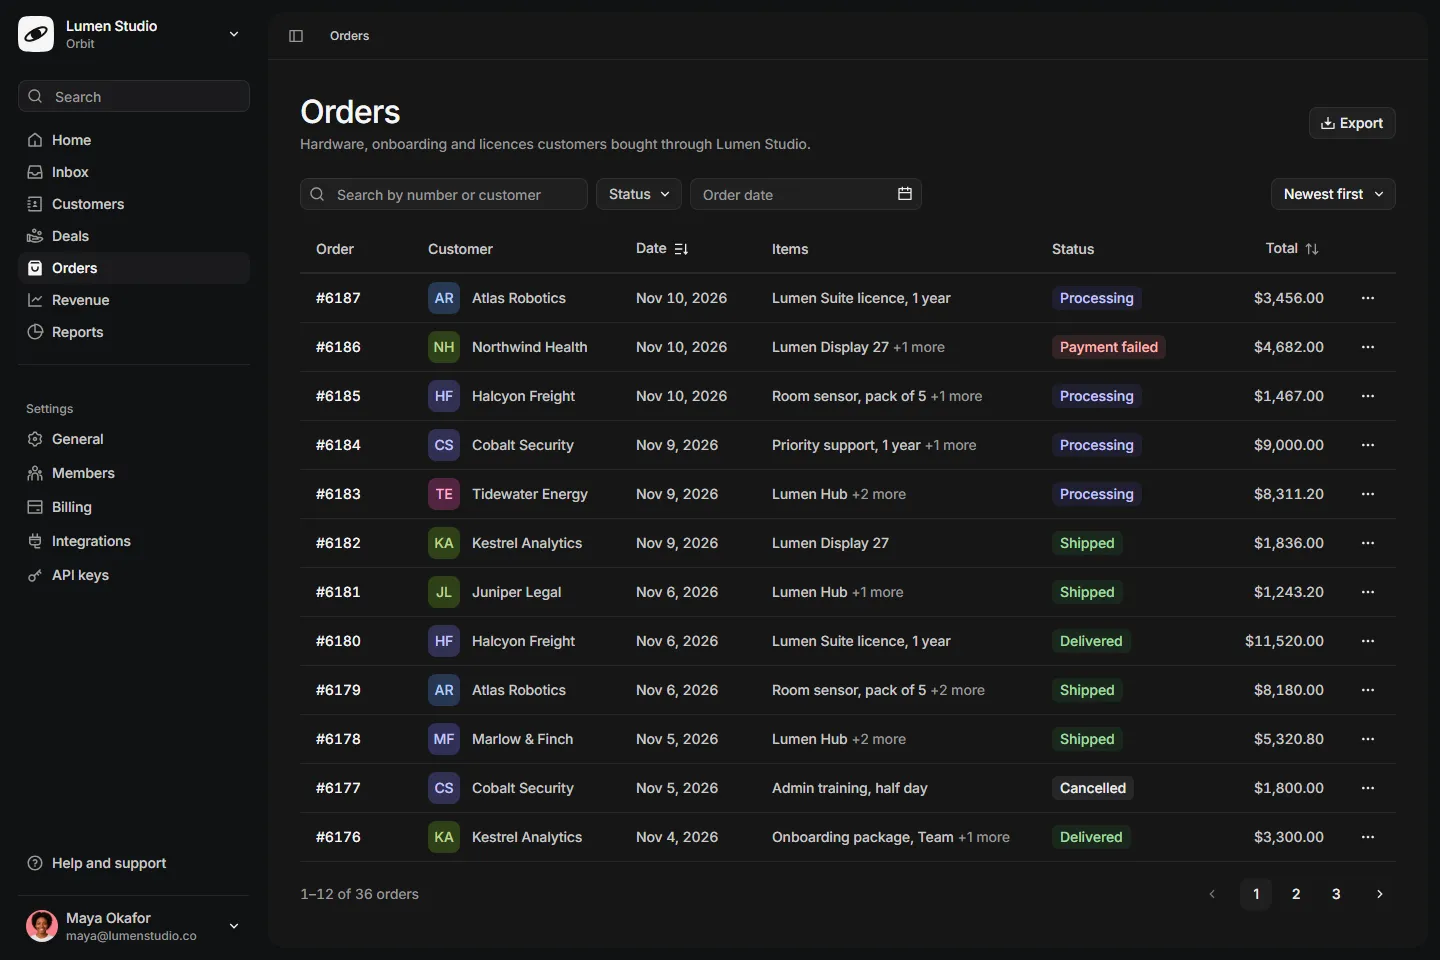 Lumen Studio
Orbit
Search
Home
Inbox
Customers
Deals
Orders
Revenue
Reports
Settings
General
Members
Billing
Integrations
API keys
Help and support
Maya Okafor
maya@lumenstudio.co
Orders
Orders
Hardware, onboarding and licences customers bought through Lumen Studio.
Export
Search by number or customer Status Order date Newest first
Order Customer Date Items Status Total
#6187 AR Atlas Robotics Nov 10, 2026 Lumen Suite licence, 1 year Processing $3,456.00
#6186 NH Northwind Health Nov 10, 2026 Lumen Display 27 +1 more Payment failed $4,682.00
#6185 HF Halcyon Freight Nov 10, 2026 Room sensor, pack of 5 +1 more Processing $1,467.00
#6184 CS Cobalt Security Nov 9, 2026 Priority support, 1 year +1 more Processing $9,000.00
#6183 TE Tidewater Energy Nov 9, 2026 Lumen Hub +2 more Processing $8,311.20
#6182 KA Kestrel Analytics Nov 9, 2026 Lumen Display 27 Shipped $1,836.00
#6181 JL Juniper Legal Nov 6, 2026 Lumen Hub +1 more Shipped $1,243.20
#6180 HF Halcyon Freight Nov 6, 2026 Lumen Suite licence, 1 year Delivered $11,520.00
#6179 AR Atlas Robotics Nov 6, 2026 Room sensor, pack of 5 +2 more Shipped $8,180.00
#6178 MF Marlow & Finch Nov 5, 2026 Lumen Hub +2 more Shipped $5,320.80
#6177 CS Cobalt Security Nov 5, 2026 Admin training, half day Cancelled $1,800.00
#6176 KA Kestrel Analytics Nov 4, 2026 Onboarding package, Team +1 more Delivered $3,300.00
1–12 of 36 orders 1 2 3